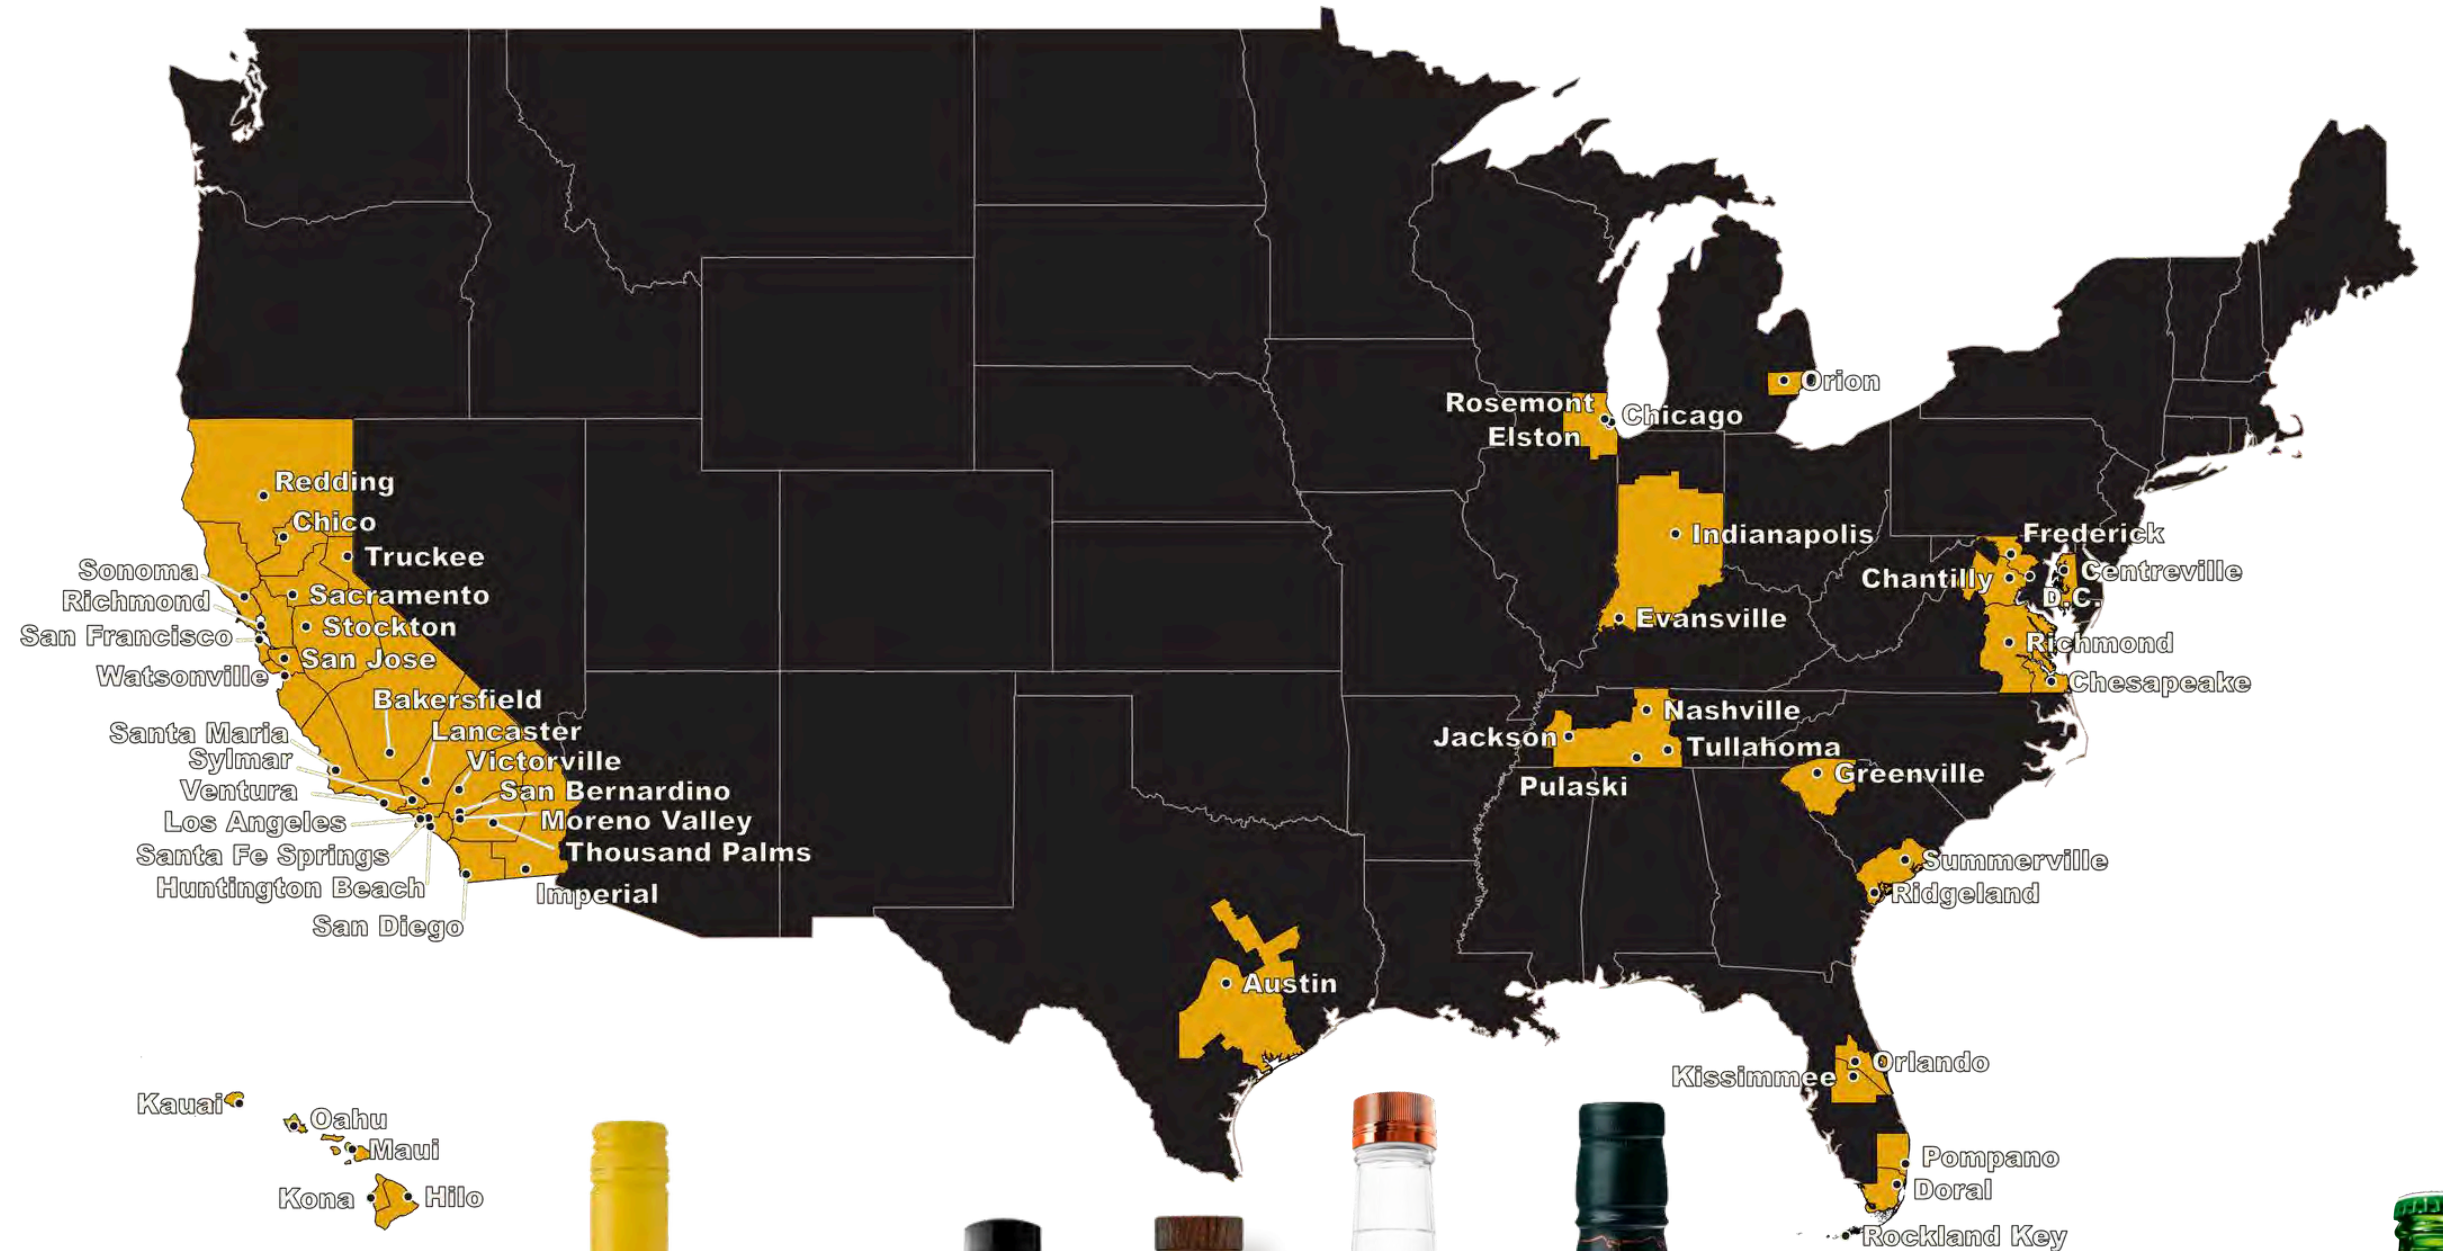 Orion
Rosemont
Chicago
Elston
Redding
Chico
Truckee
Indianapolis
Frederick
Sonoma
Centreville
Chantilly
Sacramento
D.C.
Richmond
Evansville
Stockton
San Francisco
Richmond
San Jose
Watsonville
Chesapeake
Bakersfield
Nashville
Santa Maria
Lancaster
Jackson
Tullahoma
Sylmar
Victorville
Greenville
Ventura
San Bernardino
Pulaski
Los Angeles
Moreno Valley
Santa Fe Springs
Thousand Palms
Summerville
Huntington Beach
Imperial
Ridgeland
San Diego
Austin
Orlando
Kissimmee
Kauai
Oahu
Maui
Pompano
Kona
Hilo
Doral
Rockland Key